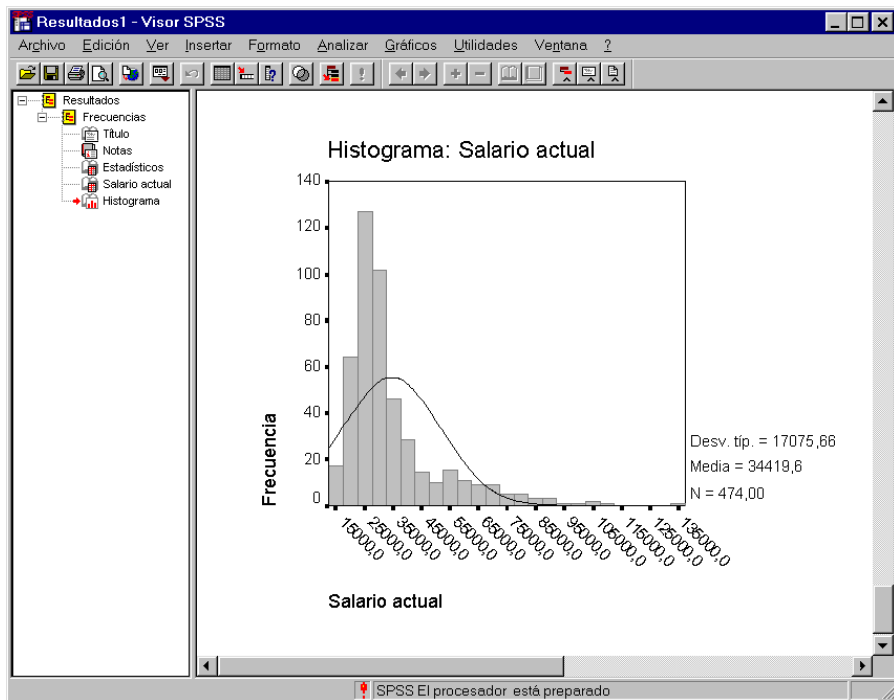 Resultados1 - Visor SPSS
Archivo Edición Ver Insertar Formato Analizar Gráficos Utilidades Ventana ?
Resultados
Frecuencias
Título
Notas
Estadísticos
Salario actual
Histograma
Histograma: Salario actual
140
120
100
80
60
40
20
0
Frecuencia
Desv. típ. = 17075,66
Media = 34419,6
N = 474,00
15000,0
25000,0
35000,0
45000,0
55000,0
65000,0
75000,0
85000,0
95000,0
105000,0
115000,0
125000,0
135000,0
Salario actual
SPSS El procesador está preparado